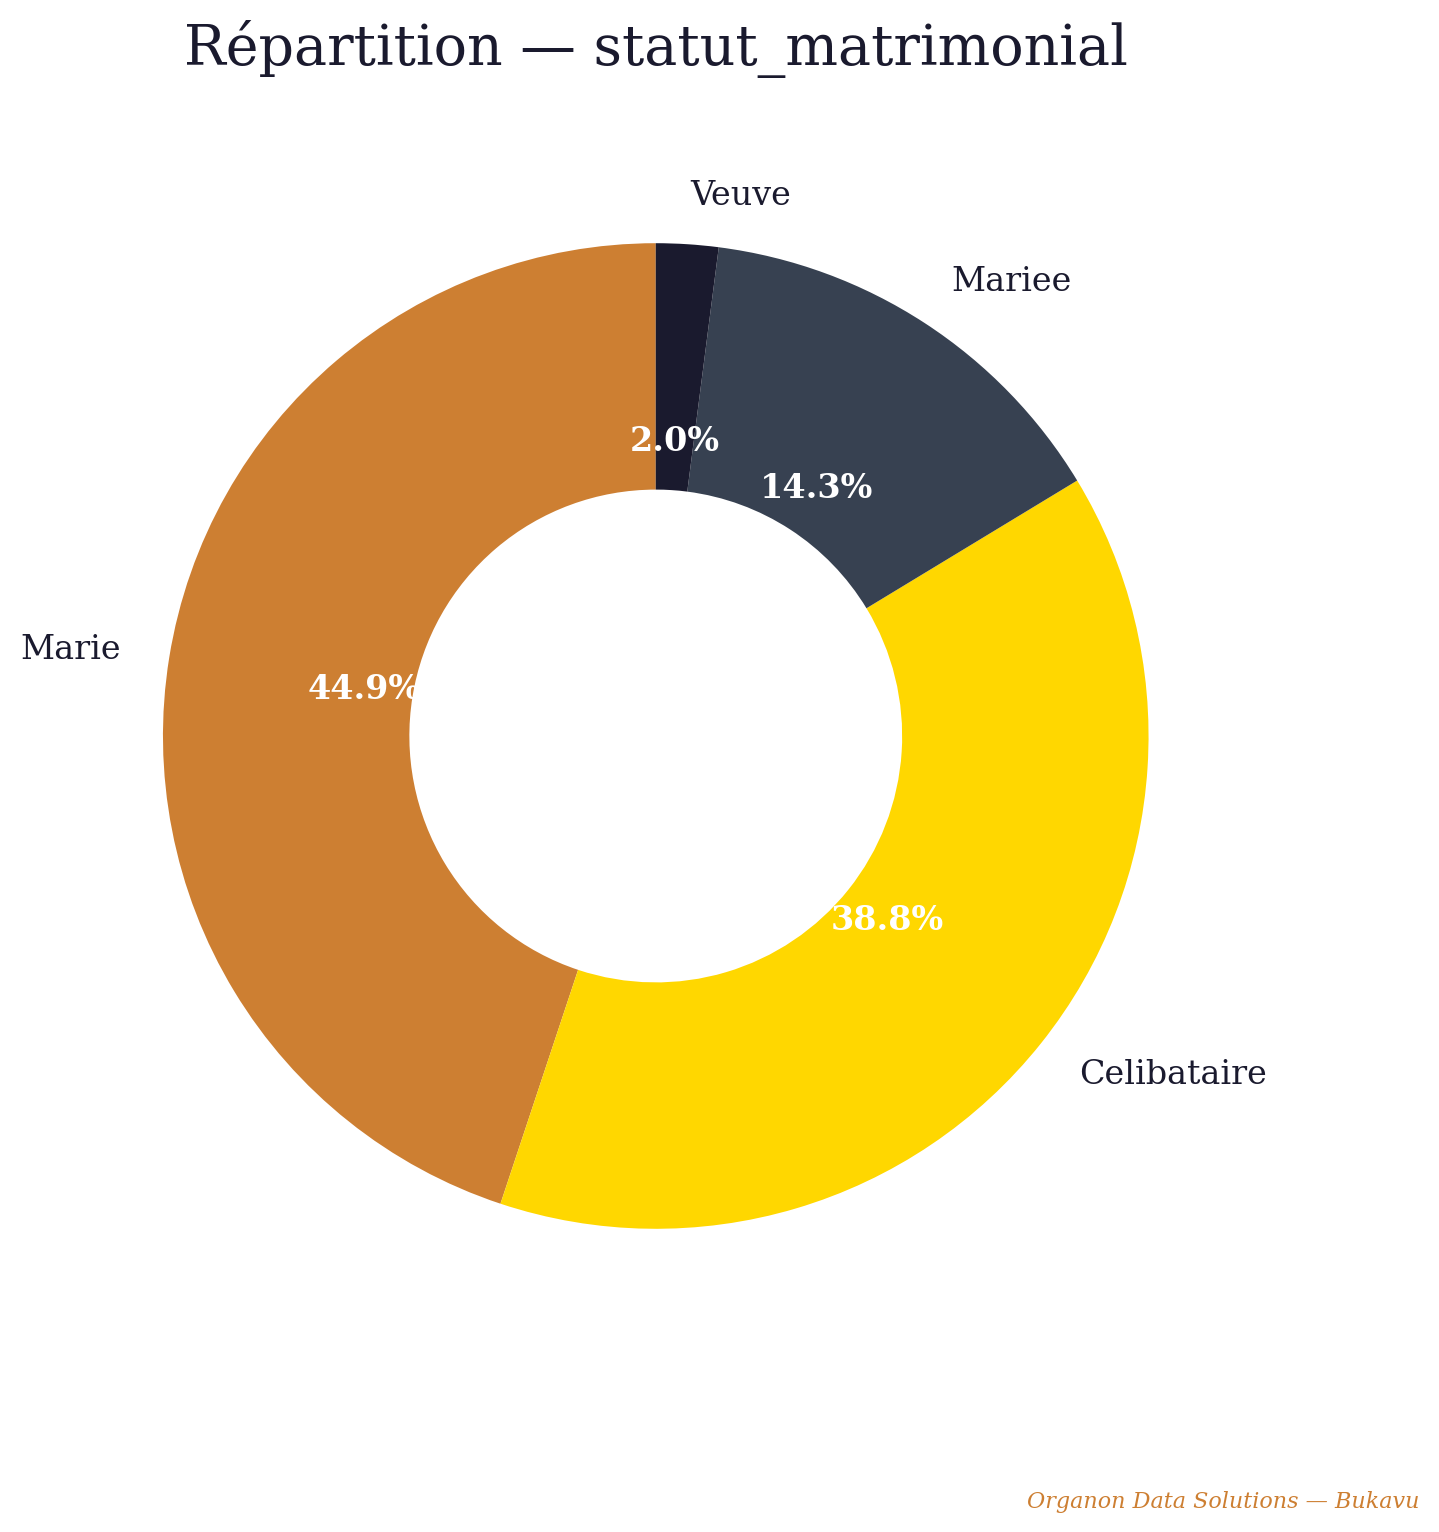 Répartition — statut_matrimonial
Veuve
Mariee
2.0%
14.3%
Marie
44.9%
38.8%
Celibataire
Organon Data Solutions — Bukavu